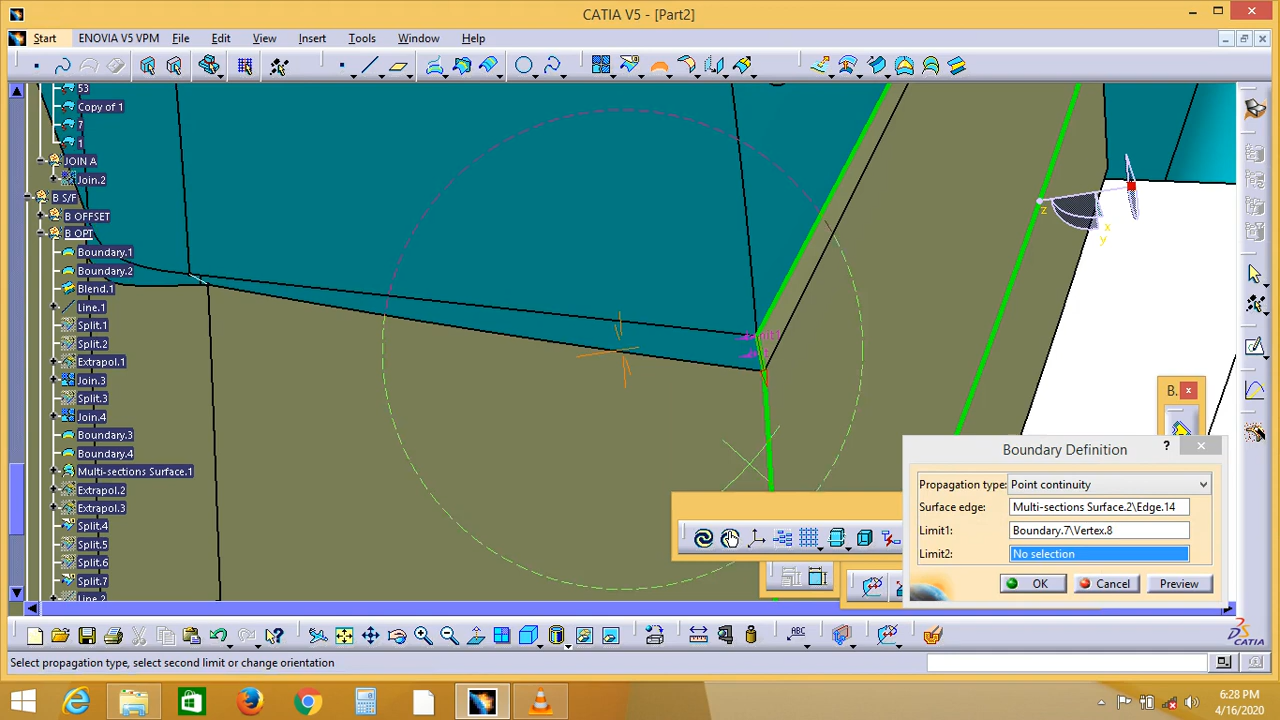 CATIA V5 - [Part2]
Start ENOVIA V5 VPM File Edit View Insert Tools Window Help
53
Copy of 1
7
1
JOIN A
Join.2
B S/F
B OFFSET
B OPT
Boundary.1
Boundary.2
Blend.1
Line.1
Split.1
Split.2
Extrapol.1
Join.3
Split.3
Join.4
Boundary.3
Boundary.4
Multi-sections Surface.1
Extrapol.2
Extrapol.3
Split.4
Split.5
Split.6
Split.7
Line.2
z
x
y
B.
Boundary Definition ?
Propagation type: Point continuity
Surface edge: Multi-sections Surface.2\Edge.14
Limit1: Boundary.7\Vertex.8
Limit2: No selection
OK Cancel Preview
ABC
Select propagation type, select second limit or change orientation
6:28 PM
4/16/2020